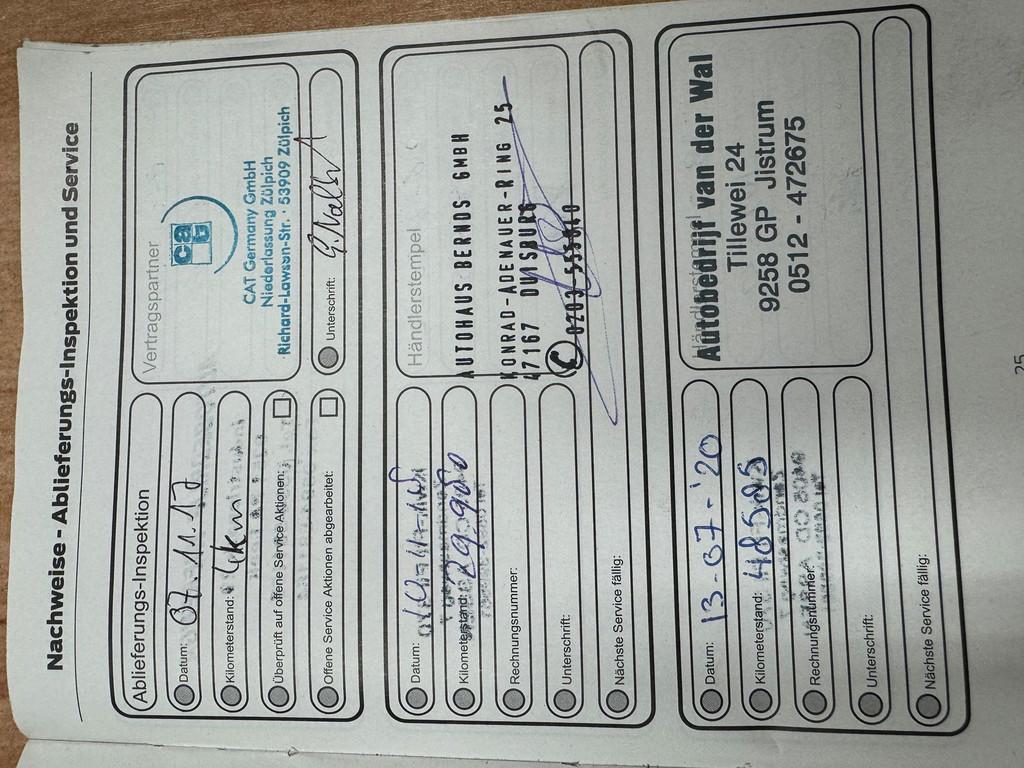 Nachweise - Ablieferungs-Inspektion und Service
Ablieferungs-Inspektion
Datum: 07.11.17
Kilometerstand: 4km
Überprüft auf offene Service Aktionen:
Offene Service Aktionen abgearbeitet:
Vertragspartner
CAT Germany GmbH
Niederlassung Zülpich
Richard-Lawson-Str. · 53909 Zülpich
Unterschrift:
Datum:
Kilometerstand: 29980
Rechnungsnummer:
Unterschrift:
Nächste Service fällig:
Händlerstempel
AUTOHAUS BERNDS GMBH
KONRAD-ADENAUER-RING 25
47167 DUISBURG
Datum: 13-07-'20
Kilometerstand: 48585
Rechnungsnummer:
Unterschrift:
Nächste Service fällig:
Händlerstempel
Autobedrijf van der Wal
Tillewei 24
9258 GP Jistrum
0512 - 472675
25